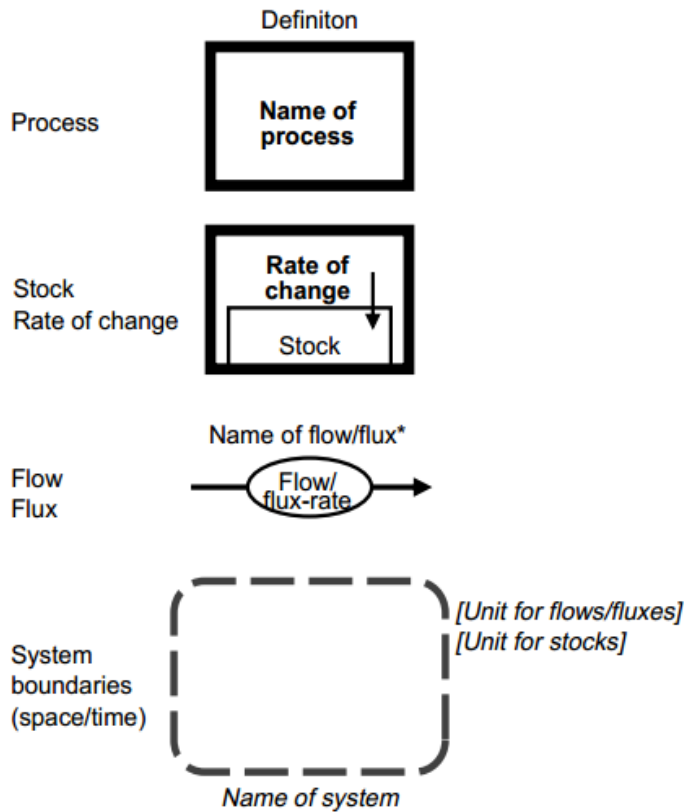 Definiton
Process
Name of
process
Stock
Rate of change
Rate of
change
Stock
Name of flow/flux*
Flow
Flux
Flow/
flux-rate
System
boundaries
(space/time)
[Unit for flows/fluxes]
[Unit for stocks]
Name of system